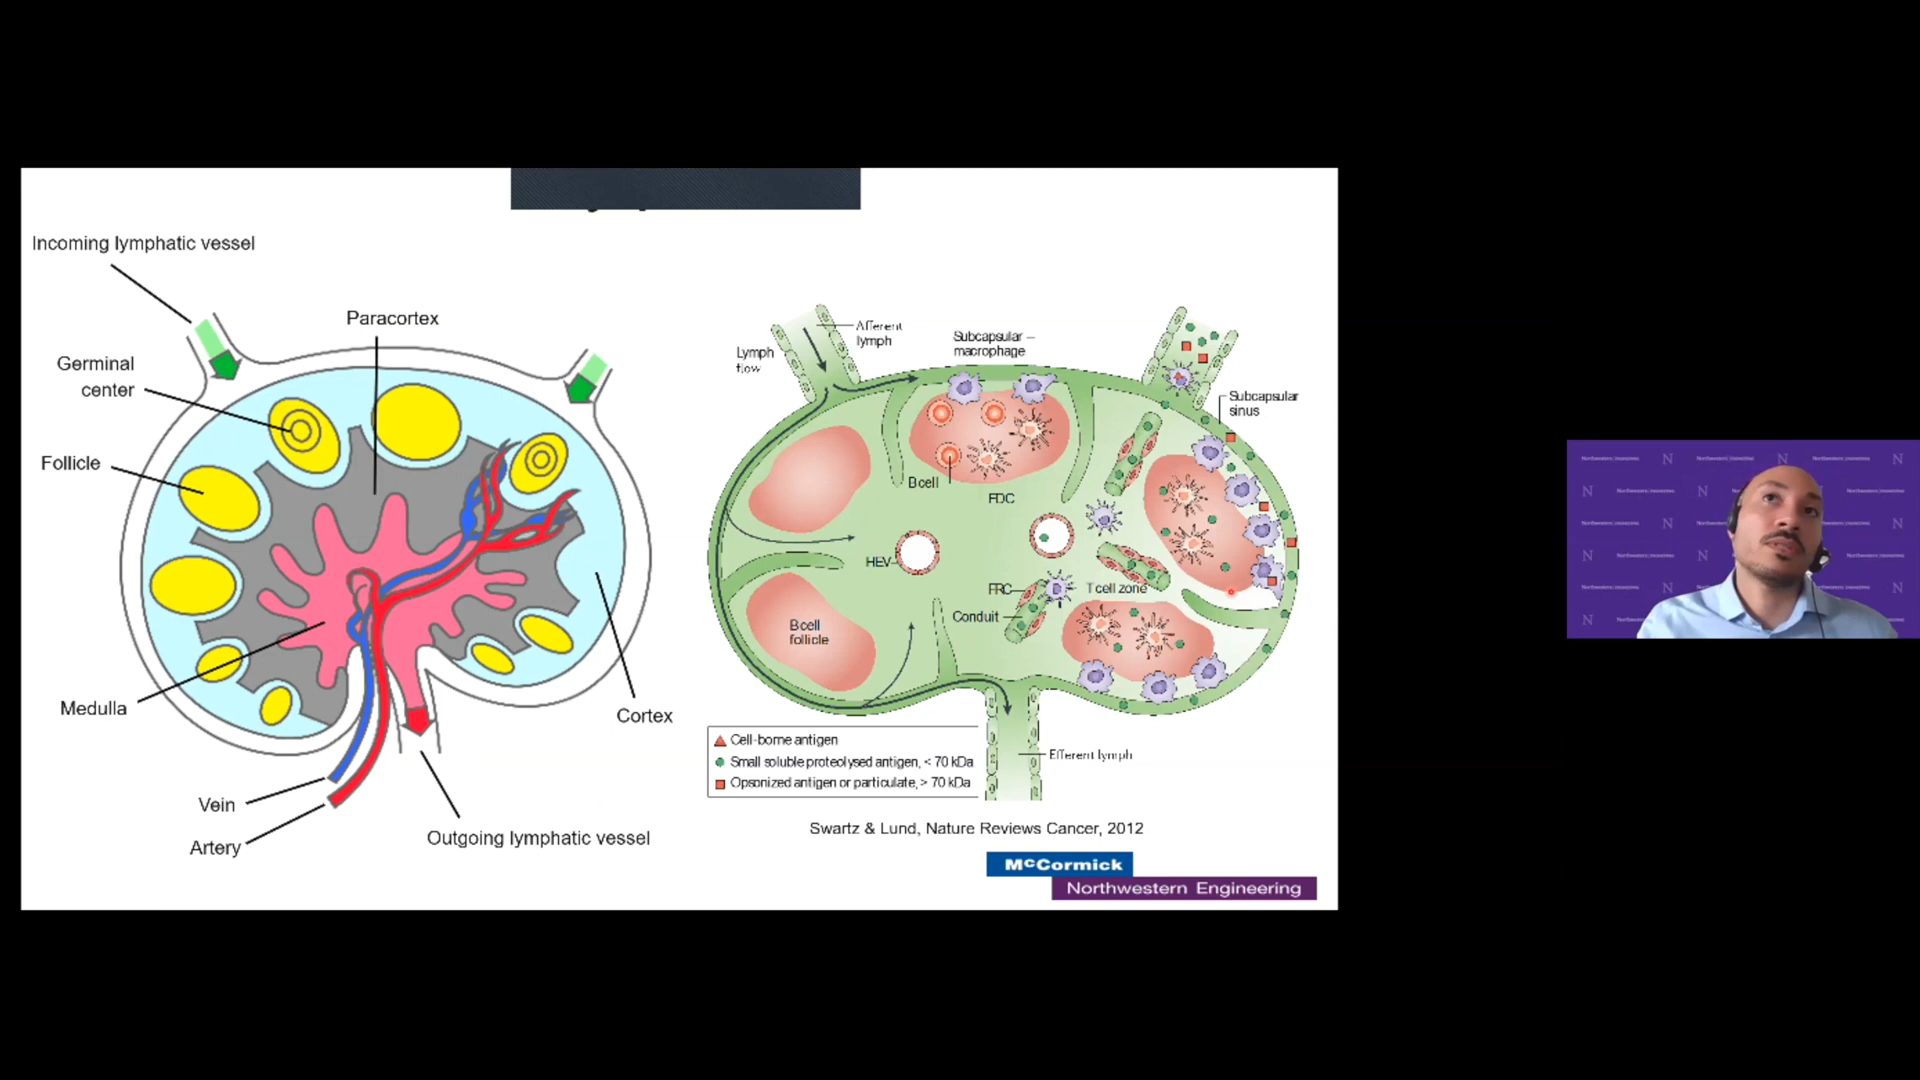 Incoming lymphatic vessel
Paracortex
Germinal
center
Follicle
Medulla
Cortex
Vein
Artery
Outgoing lymphatic vessel
Afferent
lymph
Lymph
flow
Subcapsular
macrophage
Subcapsular
sinus
B cell
FDC
HEV
FRC
T cell zone
Conduit
B cell
follicle
Cell-borne antigen
Small soluble proteolysed antigen, < 70 kDa
Opsonized antigen or particulate, > 70 kDa
Efferent lymph
Swartz & Lund, Nature Reviews Cancer, 2012
McCormick
Northwestern Engineering